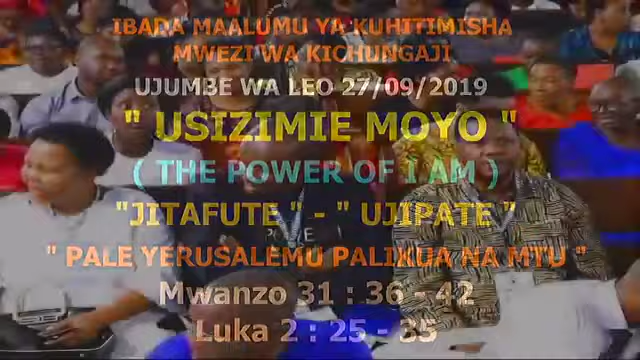 IBADA MAALUMU YA KUHITIMISHA
MWEZI WA KICHUNGAJI
UJUMBE WA LEO 27/09/2019
" USIZIMIE MOYO "
( THE POWER OF I AM )
"JITAFUTE " - " UJIPATE "
" PALE YERUSALEMU PALIKUA NA MTU "
Mwanzo 31 : 36 - 42
Luka 2 : 25 - 35